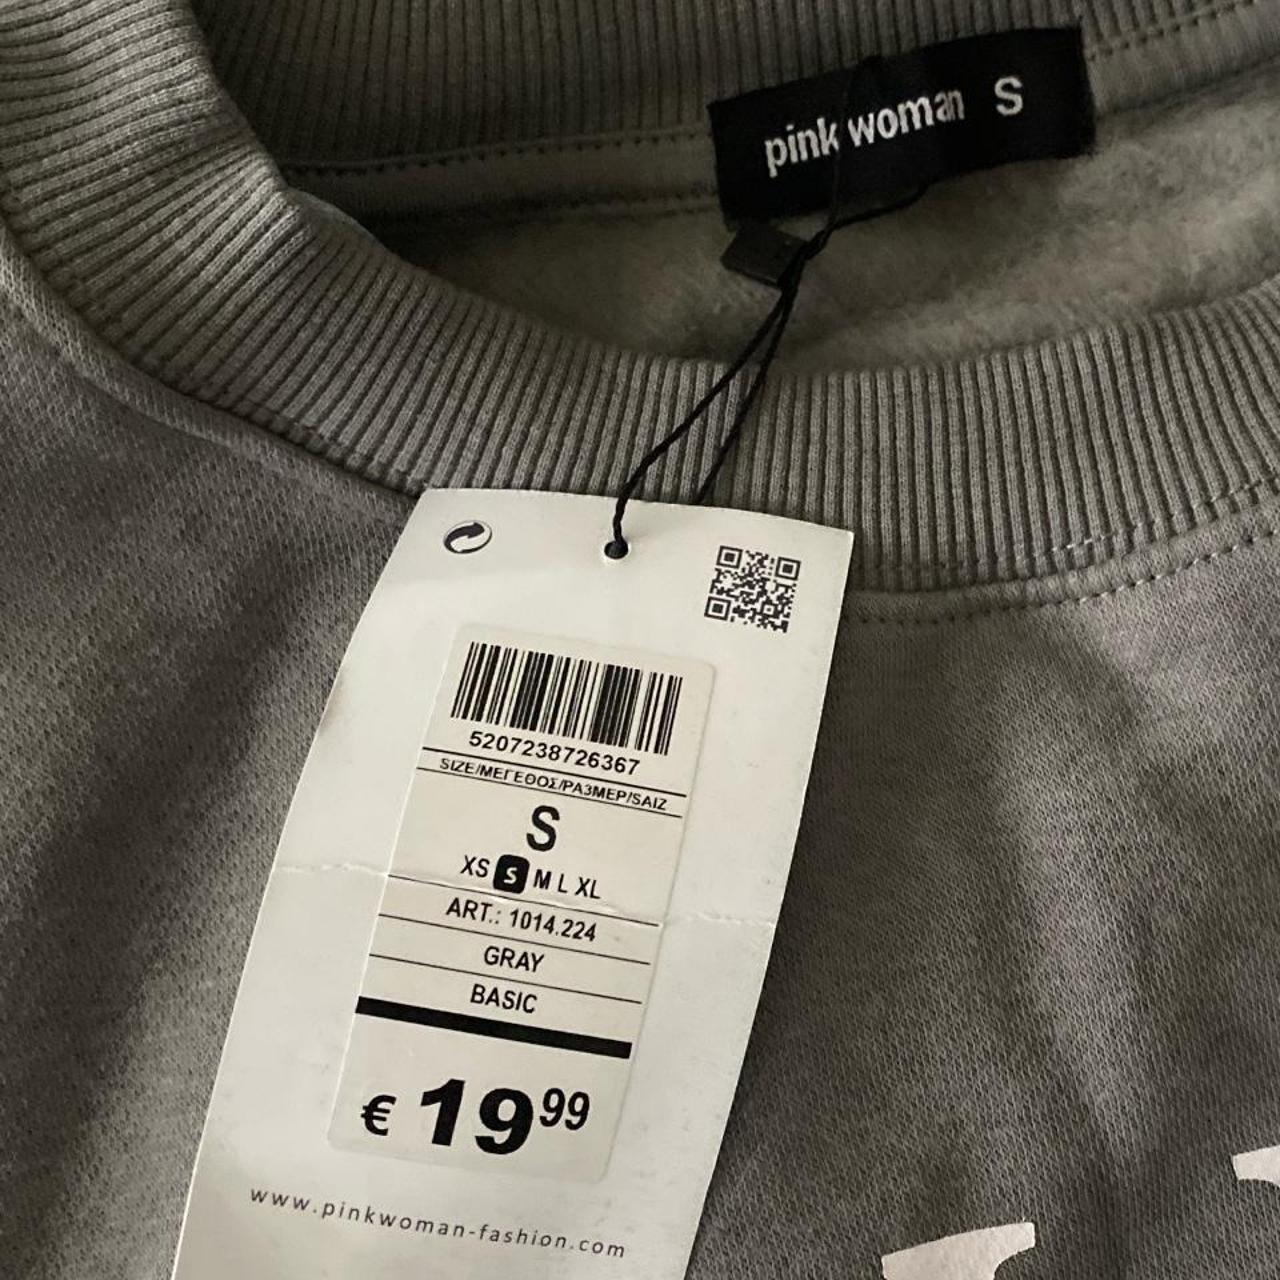 pink woman S
5207238726367
SIZE/ΜΕΓΕΘΟΣ/РАЗМЕР/SAIZ
S
XS S M L XL
ART.: 1014.224
GRAY
BASIC
€ 19 99
www.pinkwoman-fashion.com